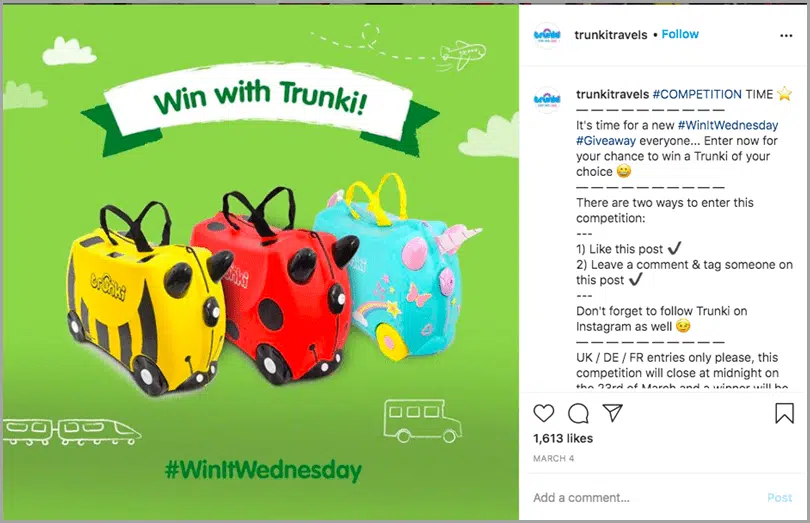 Win with Trunki!
trunki
#WinItWednesday
trunki
trunkitravels • Follow
trunki
trunkitravels #COMPETITION TIME ⭐
— — — — — — — — — — —
It's time for a new #WinItWednesday
#Giveaway everyone... Enter now for
your chance to win a Trunki of your
choice 😀
— — — — — — — — — — —
There are two ways to enter this
competition:
---
1) Like this post ✔
2) Leave a comment & tag someone on
this post ✔
---
Don't forget to follow Trunki on
Instagram as well 😉
— — — — — — — — — — —
UK / DE / FR entries only please, this
competition will close at midnight on
the 23rd of March and a winner will be
1,613 likes
MARCH 4
Add a comment...
Post